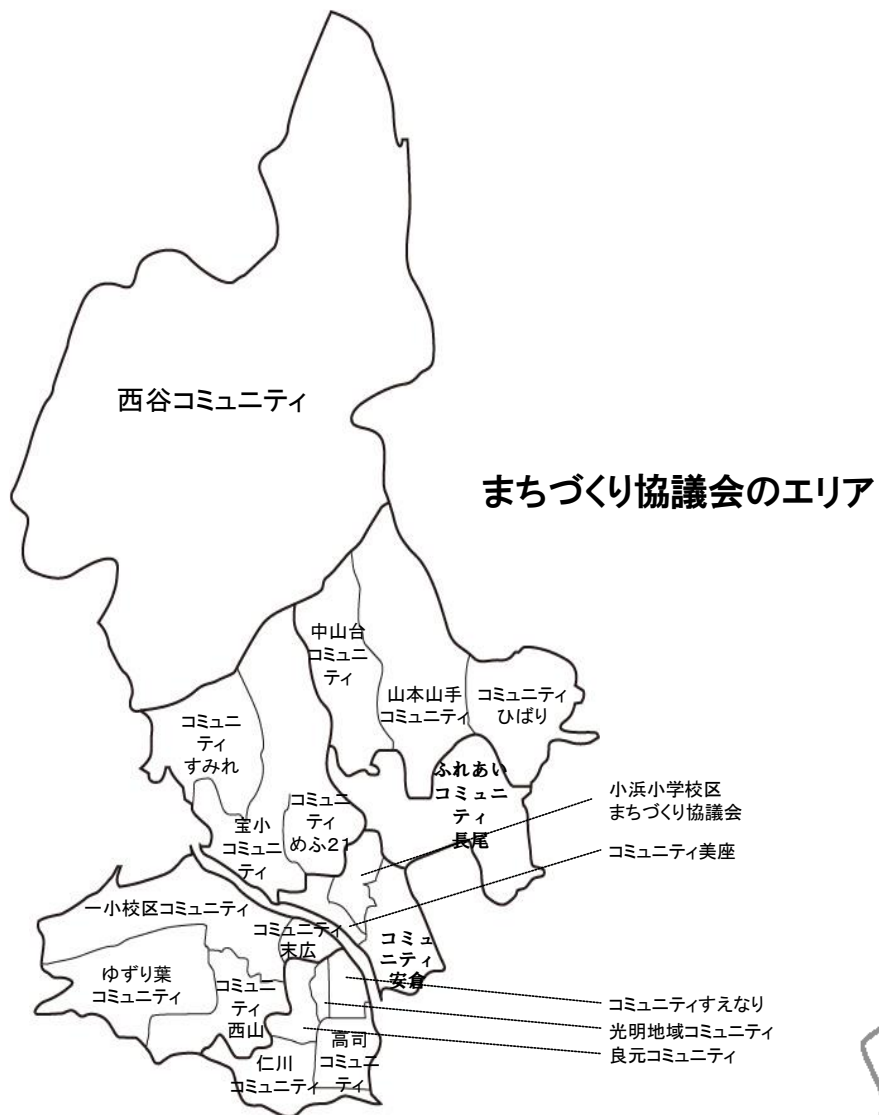 西谷コミュニティ
まちづくり協議会のエリア
中山台
コミュニ
ティ
山本山手
コミュニティ
コミュニティ
ひばり
コミュニ
ティ
すみれ
ふれあい
コミュニ
ティ
長尾
小浜小学校区
まちづくり協議会
コミュニ
ティ
めふ21
宝小
コミュニ
ティ
コミュニティ美座
一小校区コミュニティ
コミュニティ
末広
コミュ
ニティ
安倉
ゆずり葉
コミュニティ
コミュニ
ティ
西山
コミュニティすえなり
光明地域コミュニティ
良元コミュニティ
高司
コミュニ
ティ
仁川
コミュニティ